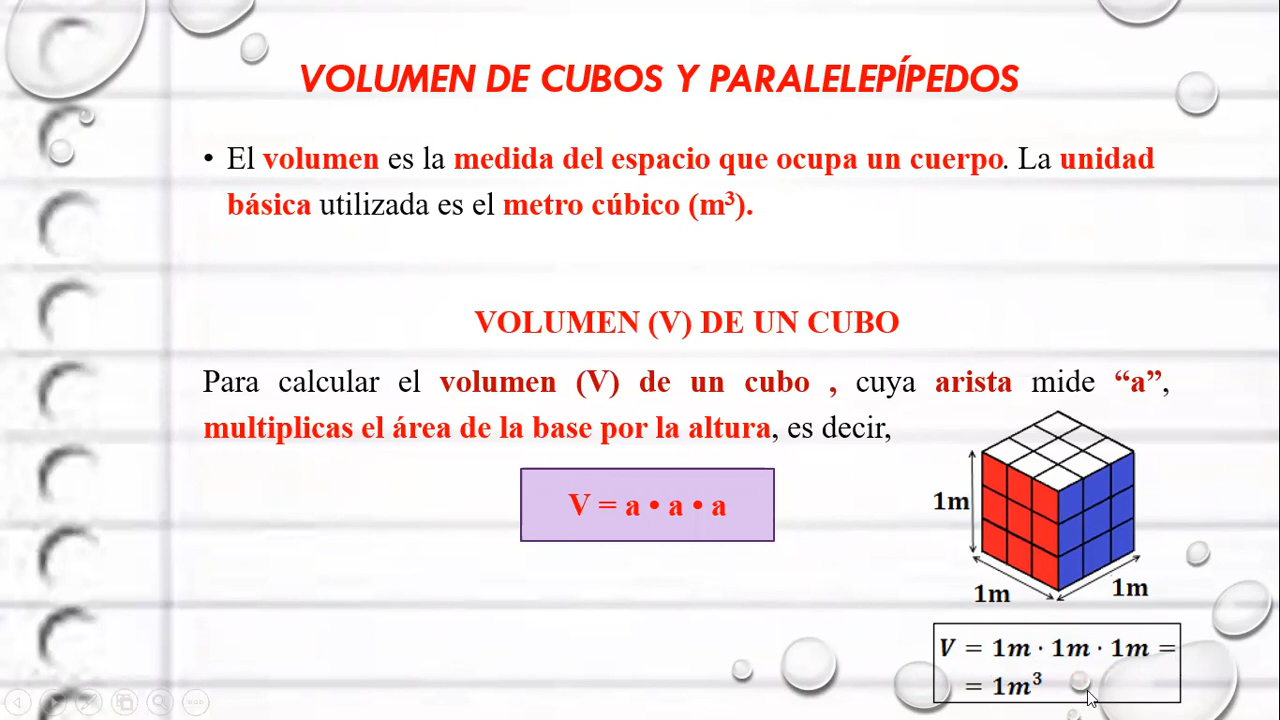 VOLUMEN DE CUBOS Y PARALELEPÍPEDOS
• El volumen es la medida del espacio que ocupa un cuerpo. La unidad
básica utilizada es el metro cúbico (m³).
VOLUMEN (V) DE UN CUBO
Para calcular el volumen (V) de un cubo , cuya arista mide “a”,
multiplicas el área de la base por la altura, es decir,
V = a • a • a
1m
1m
1m
V = 1m · 1m · 1m =
= 1m³